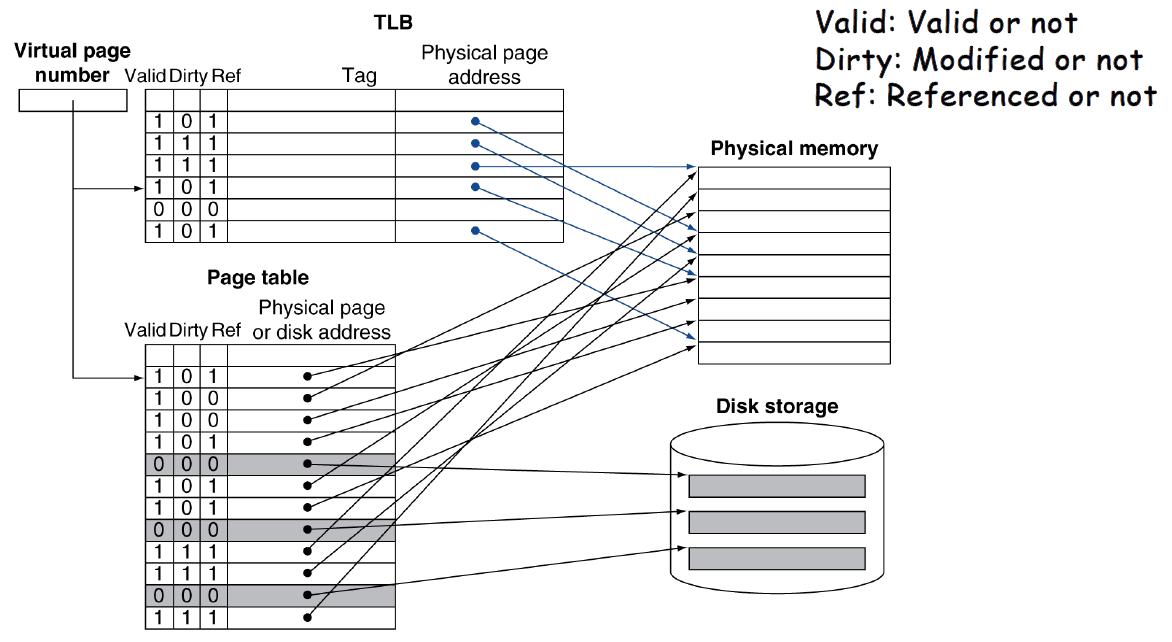 TLB
Valid: Valid or not
Dirty: Modified or not
Ref: Referenced or not
Virtual page
number
Valid Dirty Ref
Tag
Physical page
address
1 0 1
1 1 1
1 1 1
1 0 1
0 0 0
1 0 1
Physical memory
Page table
Physical page
or disk address
Valid Dirty Ref
1 0 1
1 0 0
1 0 0
1 0 1
0 0 0
1 0 1
1 0 1
0 0 0
1 1 1
1 1 1
0 0 0
1 1 1
Disk storage